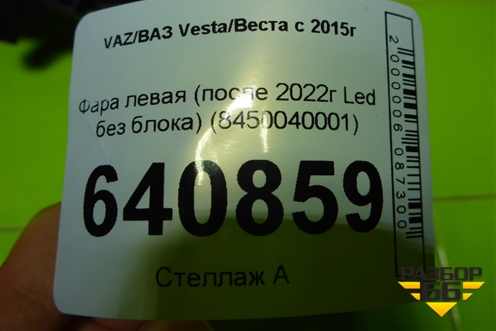 VAZ/ВАЗ Vesta/Веста с 2015г
Фара левая (после 2022г Led
без блока) (8450040001)
640859
Стеллаж А
2000006087300
РАЗБОР
66